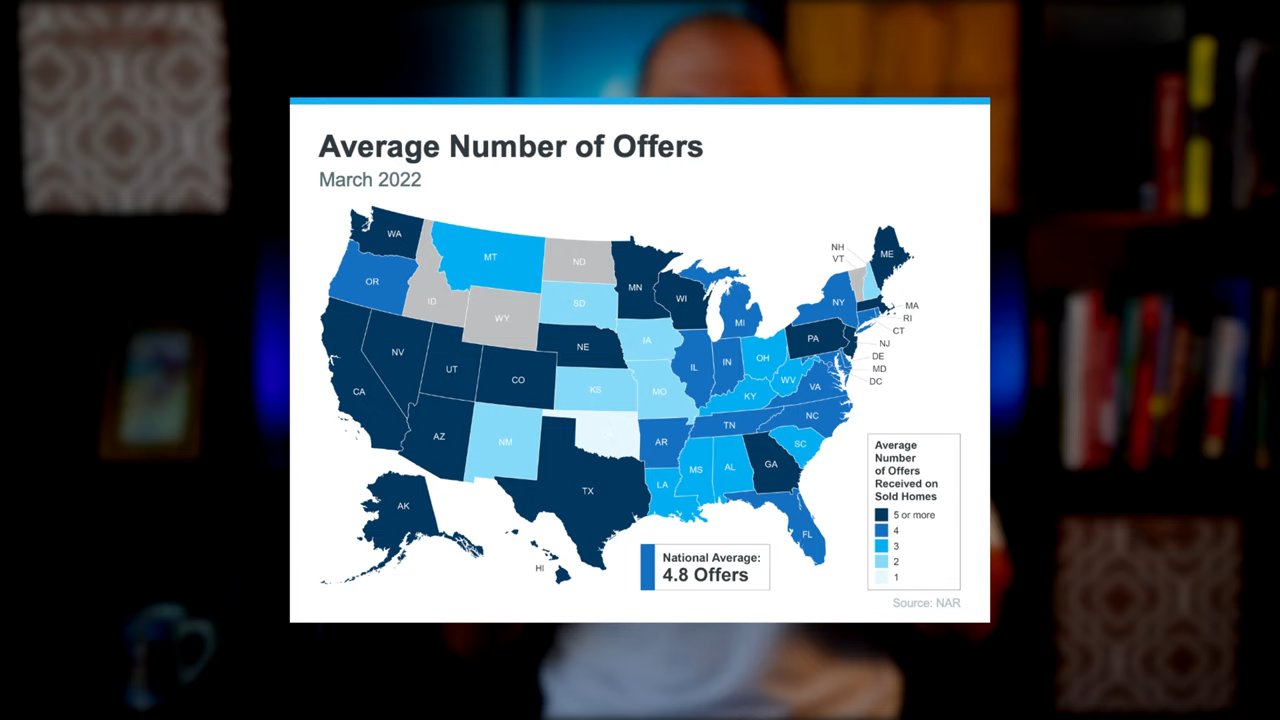 Average Number of Offers
March 2022
WA
MT
ND
MN
NH
VT
ME
OR
ID
SD
WI
NY
MA
WY
MI
RI
CT
NE
IA
PA
NJ
NV
UT
CO
IL
IN
OH
DE
MD
DC
CA
KS
MO
WV
VA
KY
NC
AZ
NM
OK
AR
TN
SC
MS
AL
GA
LA
TX
AK
FL
HI
Average
Number
of Offers
Received on
Sold Homes
5 or more
4
3
2
1
National Average:
4.8 Offers
Source: NAR